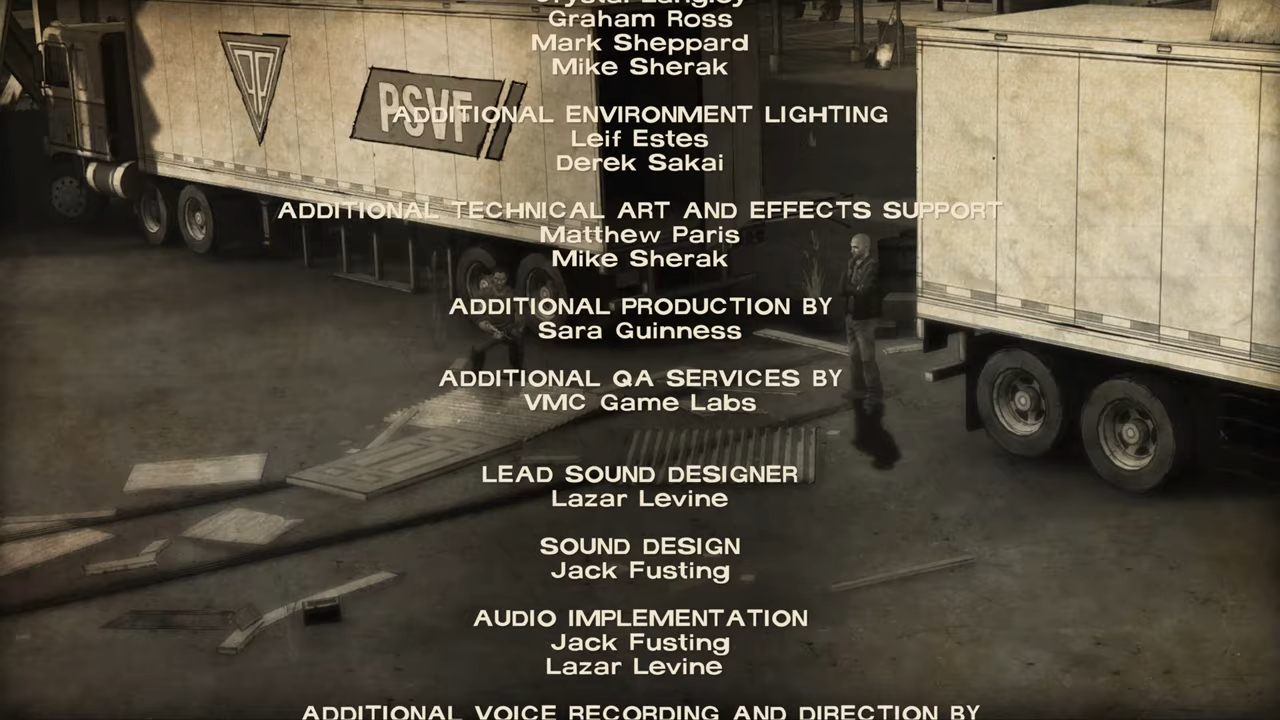 Graham Ross
Mark Sheppard
Mike Sherak
PSVF
ADDITIONAL ENVIRONMENT LIGHTING
Leif Estes
Derek Sakai
ADDITIONAL TECHNICAL ART AND EFFECTS SUPPORT
Matthew Paris
Mike Sherak
ADDITIONAL PRODUCTION BY
Sara Guinness
ADDITIONAL QA SERVICES BY
VMC Game Labs
LEAD SOUND DESIGNER
Lazar Levine
SOUND DESIGN
Jack Fusting
AUDIO IMPLEMENTATION
Jack Fusting
Lazar Levine
ADDITIONAL VOICE RECORDING AND DIRECTION BY